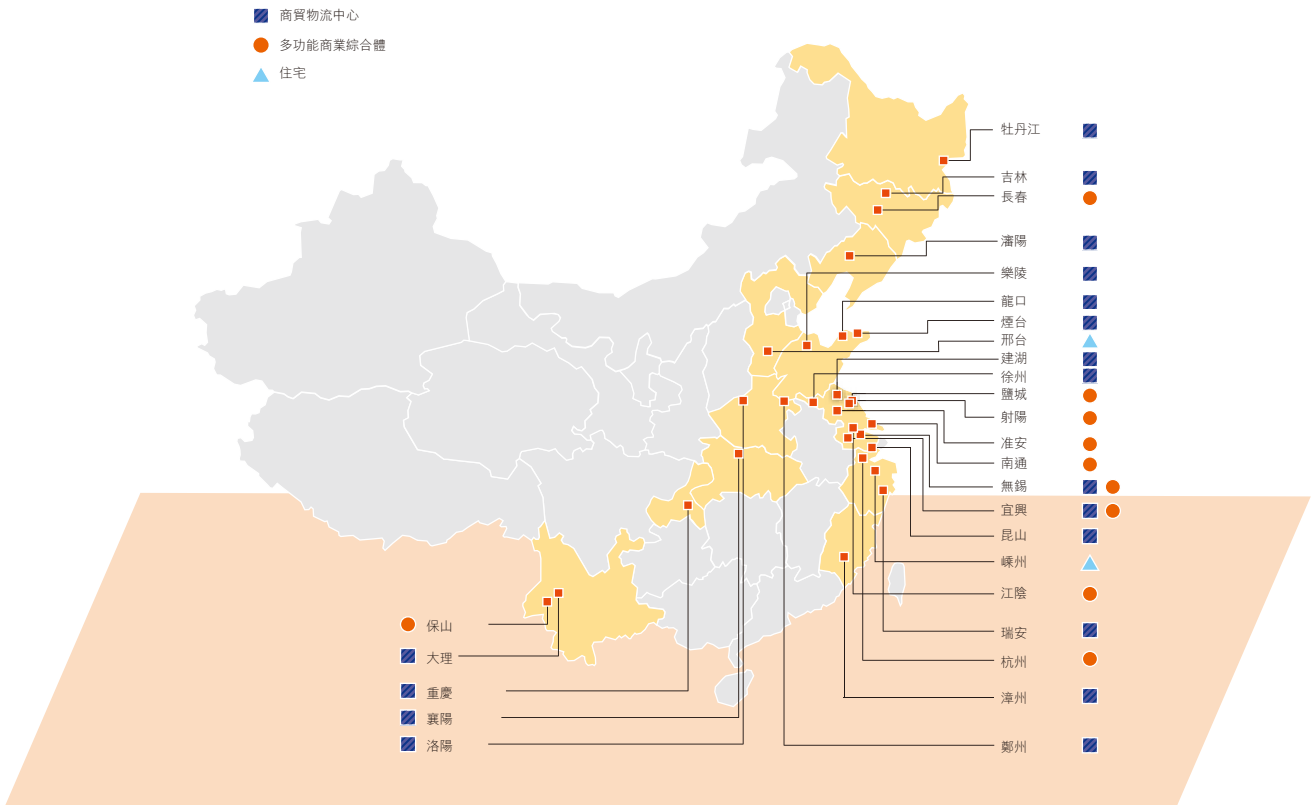 商貿物流中心
多功能商業綜合體
住宅
牡丹江
吉林
長春
瀋陽
樂陵
龍口
煙台
邢台
建湖
徐州
鹽城
射陽
准安
南通
無錫
宜興
昆山
嵊州
江陰
瑞安
杭州
漳州
鄭州
保山
大理
重慶
襄陽
洛陽